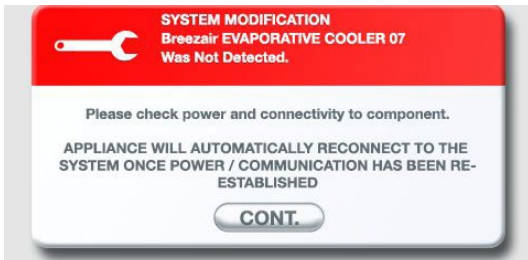 SYSTEM MODIFICATION
Breezair EVAPORATIVE COOLER 07
Was Not Detected.
Please check power and connectivity to component.
APPLIANCE WILL AUTOMATICALLY RECONNECT TO THE
SYSTEM ONCE POWER / COMMUNICATION HAS BEEN RE-
ESTABLISHED
CONT.